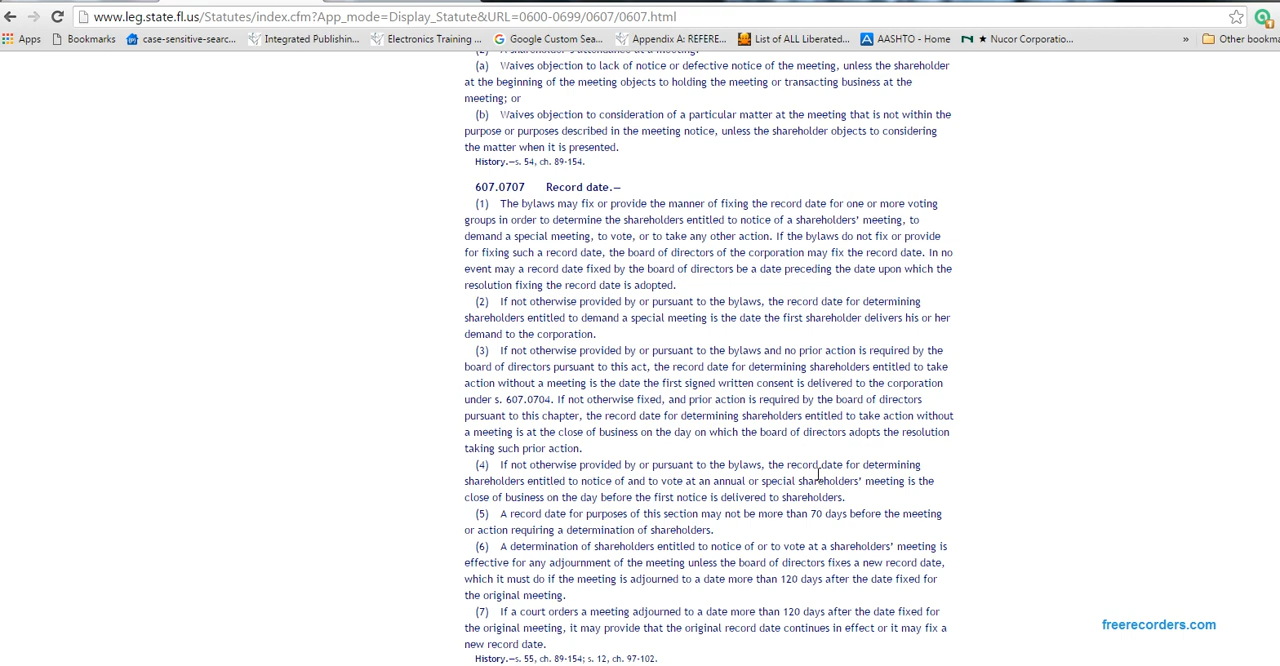 www.leg.state.fl.us/Statutes/index.cfm?App_mode=Display_Statute&URL=0600-0699/0607/0607.html
Apps Bookmarks case-sensitive-searc... Integrated Publishin... Electronics Training ... Google Custom Sea... Appendix A: REFERE... List of ALL Liberated... AASHTO - Home ★ Nucor Corporatio... » Other bookma
(2) A shareholder's attendance at a meeting:
(a) Waives objection to lack of notice or defective notice of the meeting, unless the shareholder
at the beginning of the meeting objects to holding the meeting or transacting business at the
meeting; or
(b) Waives objection to consideration of a particular matter at the meeting that is not within the
purpose or purposes described in the meeting notice, unless the shareholder objects to considering
the matter when it is presented.
History.—s. 54, ch. 89-154.
607.0707 Record date.—
(1) The bylaws may fix or provide the manner of fixing the record date for one or more voting
groups in order to determine the shareholders entitled to notice of a shareholders' meeting, to
demand a special meeting, to vote, or to take any other action. If the bylaws do not fix or provide
for fixing such a record date, the board of directors of the corporation may fix the record date. In no
event may a record date fixed by the board of directors be a date preceding the date upon which the
resolution fixing the record date is adopted.
(2) If not otherwise provided by or pursuant to the bylaws, the record date for determining
shareholders entitled to demand a special meeting is the date the first shareholder delivers his or her
demand to the corporation.
(3) If not otherwise provided by or pursuant to the bylaws and no prior action is required by the
board of directors pursuant to this act, the record date for determining shareholders entitled to take
action without a meeting is the date the first signed written consent is delivered to the corporation
under s. 607.0704. If not otherwise fixed, and prior action is required by the board of directors
pursuant to this chapter, the record date for determining shareholders entitled to take action without
a meeting is at the close of business on the day on which the board of directors adopts the resolution
taking such prior action.
(4) If not otherwise provided by or pursuant to the bylaws, the record date for determining
shareholders entitled to notice of and to vote at an annual or special shareholders' meeting is the
close of business on the day before the first notice is delivered to shareholders.
(5) A record date for purposes of this section may not be more than 70 days before the meeting
or action requiring a determination of shareholders.
(6) A determination of shareholders entitled to notice of or to vote at a shareholders' meeting is
effective for any adjournment of the meeting unless the board of directors fixes a new record date,
which it must do if the meeting is adjourned to a date more than 120 days after the date fixed for
the original meeting.
(7) If a court orders a meeting adjourned to a date more than 120 days after the date fixed for
the original meeting, it may provide that the original record date continues in effect or it may fix a
new record date.
History.—s. 55, ch. 89-154; s. 12, ch. 97-102.
freerecorders.com